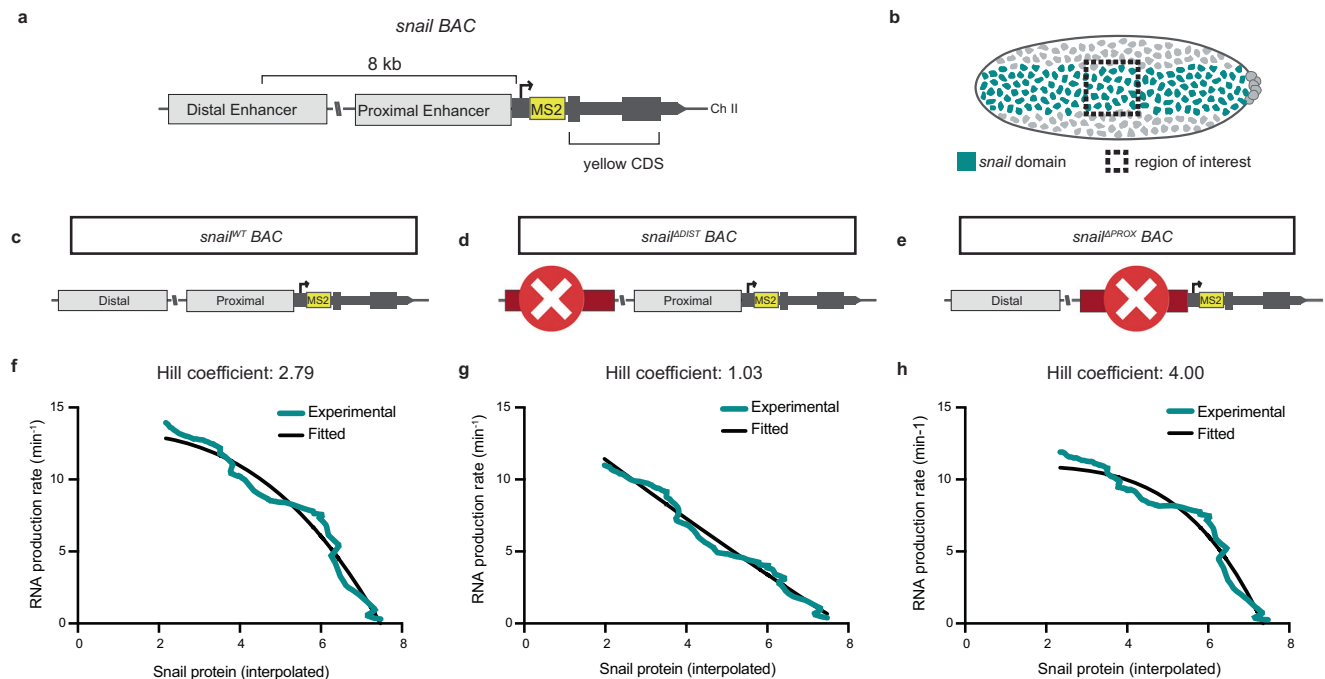 a
snail BAC
8 kb
Distal Enhancer
Proximal Enhancer
MS2
Ch II
yellow CDS
b
snail domain
region of interest
c
snail^WT BAC
Distal
Proximal
MS2
d
snail^ΔDIST BAC
Proximal
MS2
e
snail^ΔPROX BAC
Distal
MS2
f
Hill coefficient: 2.79
Experimental
Fitted
RNA production rate (min⁻¹)
15
10
5
0
0 2 4 6 8
Snail protein (interpolated)
g
Hill coefficient: 1.03
Experimental
Fitted
RNA production rate (min⁻¹)
15
10
5
0
0 2 4 6 8
Snail protein (interpolated)
h
Hill coefficient: 4.00
Experimental
Fitted
RNA production rate (min-1)
15
10
5
0
0 2 4 6 8
Snail protein (interpolated)